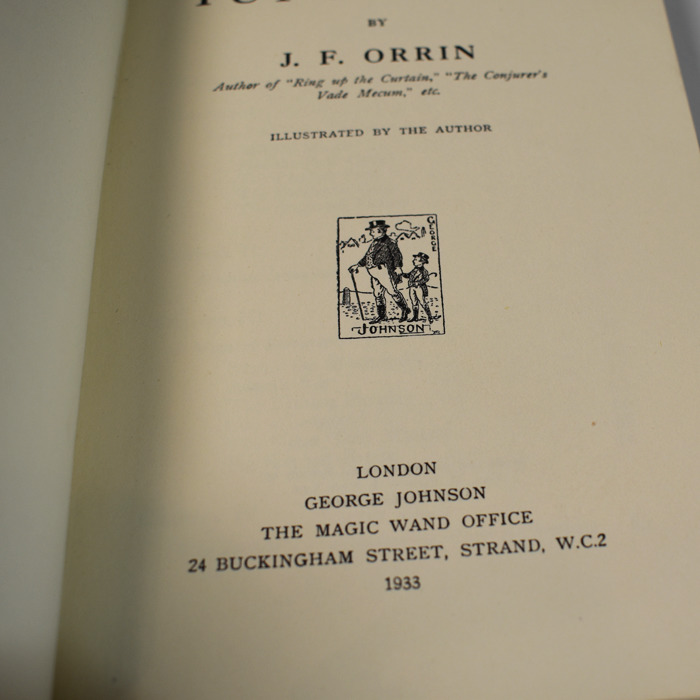 BY
J. F. ORRIN
Author of "Ring up the Curtain," "The Conjurer's
Vade Mecum," etc.
ILLUSTRATED BY THE AUTHOR
GEORGE
JOHNSON
LONDON
GEORGE JOHNSON
THE MAGIC WAND OFFICE
24 BUCKINGHAM STREET, STRAND, W.C.2
1933